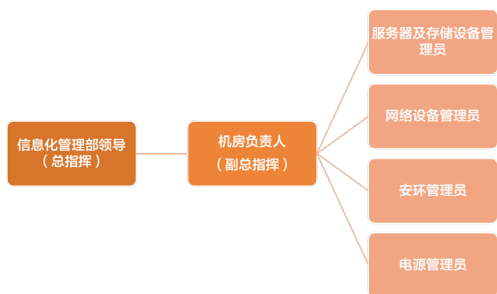 信息化管理部领导
（总指挥）
机房负责人
（副总指挥）
服务器及存储设备管
理员
网络设备管理员
安环管理员
电源管理员